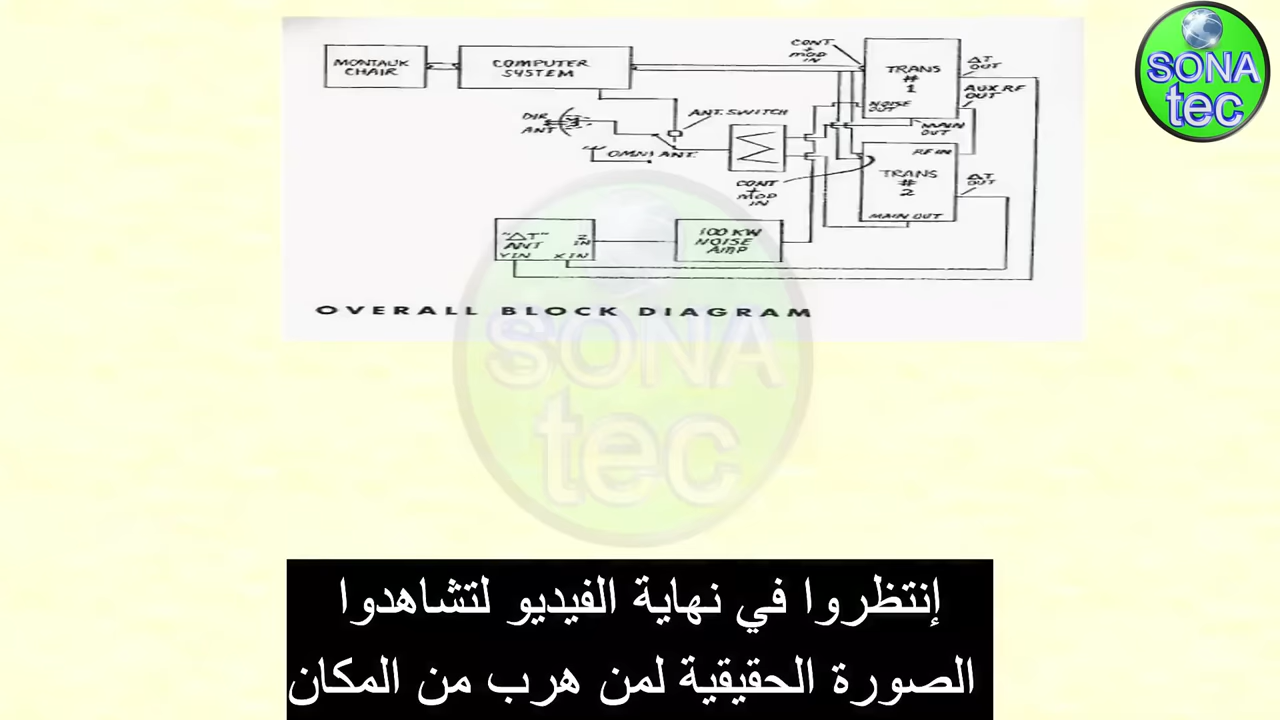 MONTAUK
CHAIR
COMPUTER
SYSTEM
CONT
+
MOD
IN
TRANS
#
1
ΔT
OUT
AUX RF
OUT
NOISE
OUT
MAIN
OUT
DIR
ANT
ANT. SWITCH
OMNI ANT.
RF IN
TRANS
#
2
ΔT
OUT
MAIN OUT
CONT
+
MOD
IN
"ΔT"
ANT
Z
IN
Y IN
X IN
100 KW
NOISE
AMP
OVERALL BLOCK DIAGRAM
SONA
tec
SONA
tec
إنتظروا في نهاية الفيديو لتشاهدوا
الصورة الحقيقية لمن هرب من المكان